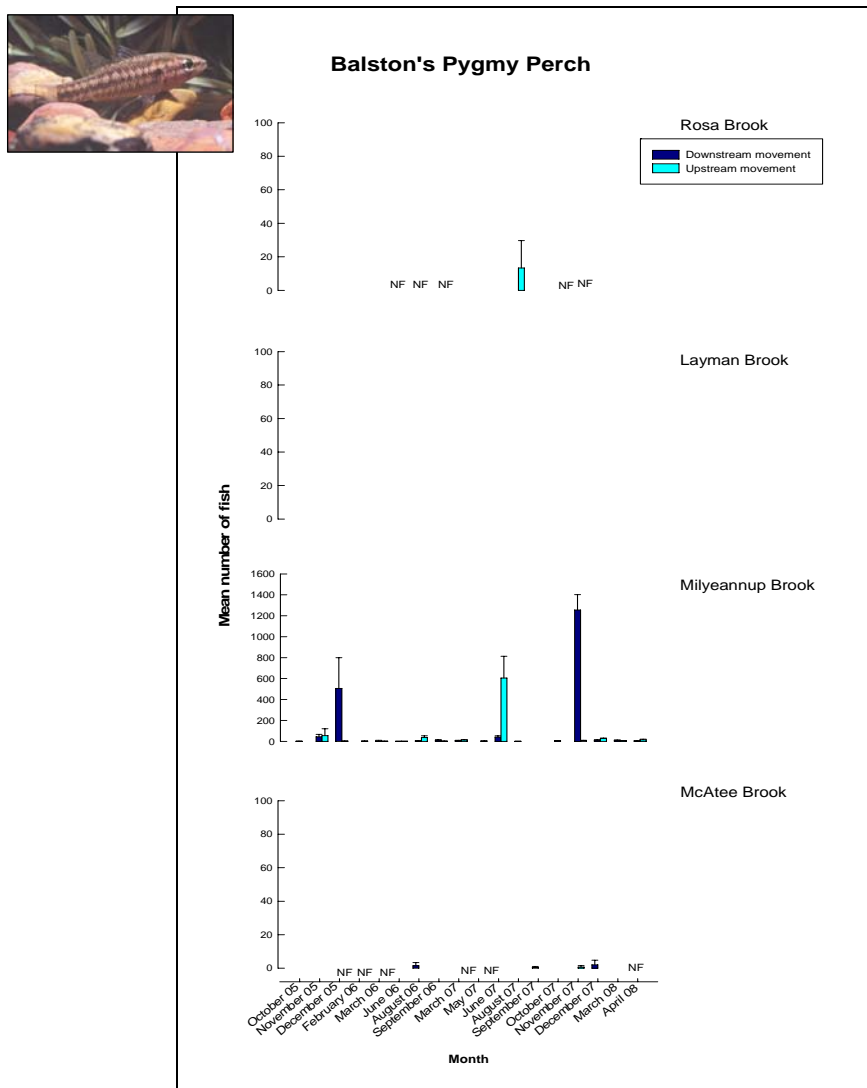 Balston's Pygmy Perch
Rosa Brook
Downstream movement
Upstream movement
100
80
60
40
20
0
NF NF NF NF NF
Layman Brook
100
80
60
40
20
0
Mean number of fish
Milyeannup Brook
1600
1400
1200
1000
800
600
400
200
0
McAtee Brook
100
80
60
40
20
0
NF NF NF NF NF NF
October 05
November 05
December 05
February 06
March 06
June 06
August 06
September 06
March 07
May 07
June 07
August 07
September 07
October 07
November 07
December 07
March 08
April 08
Month